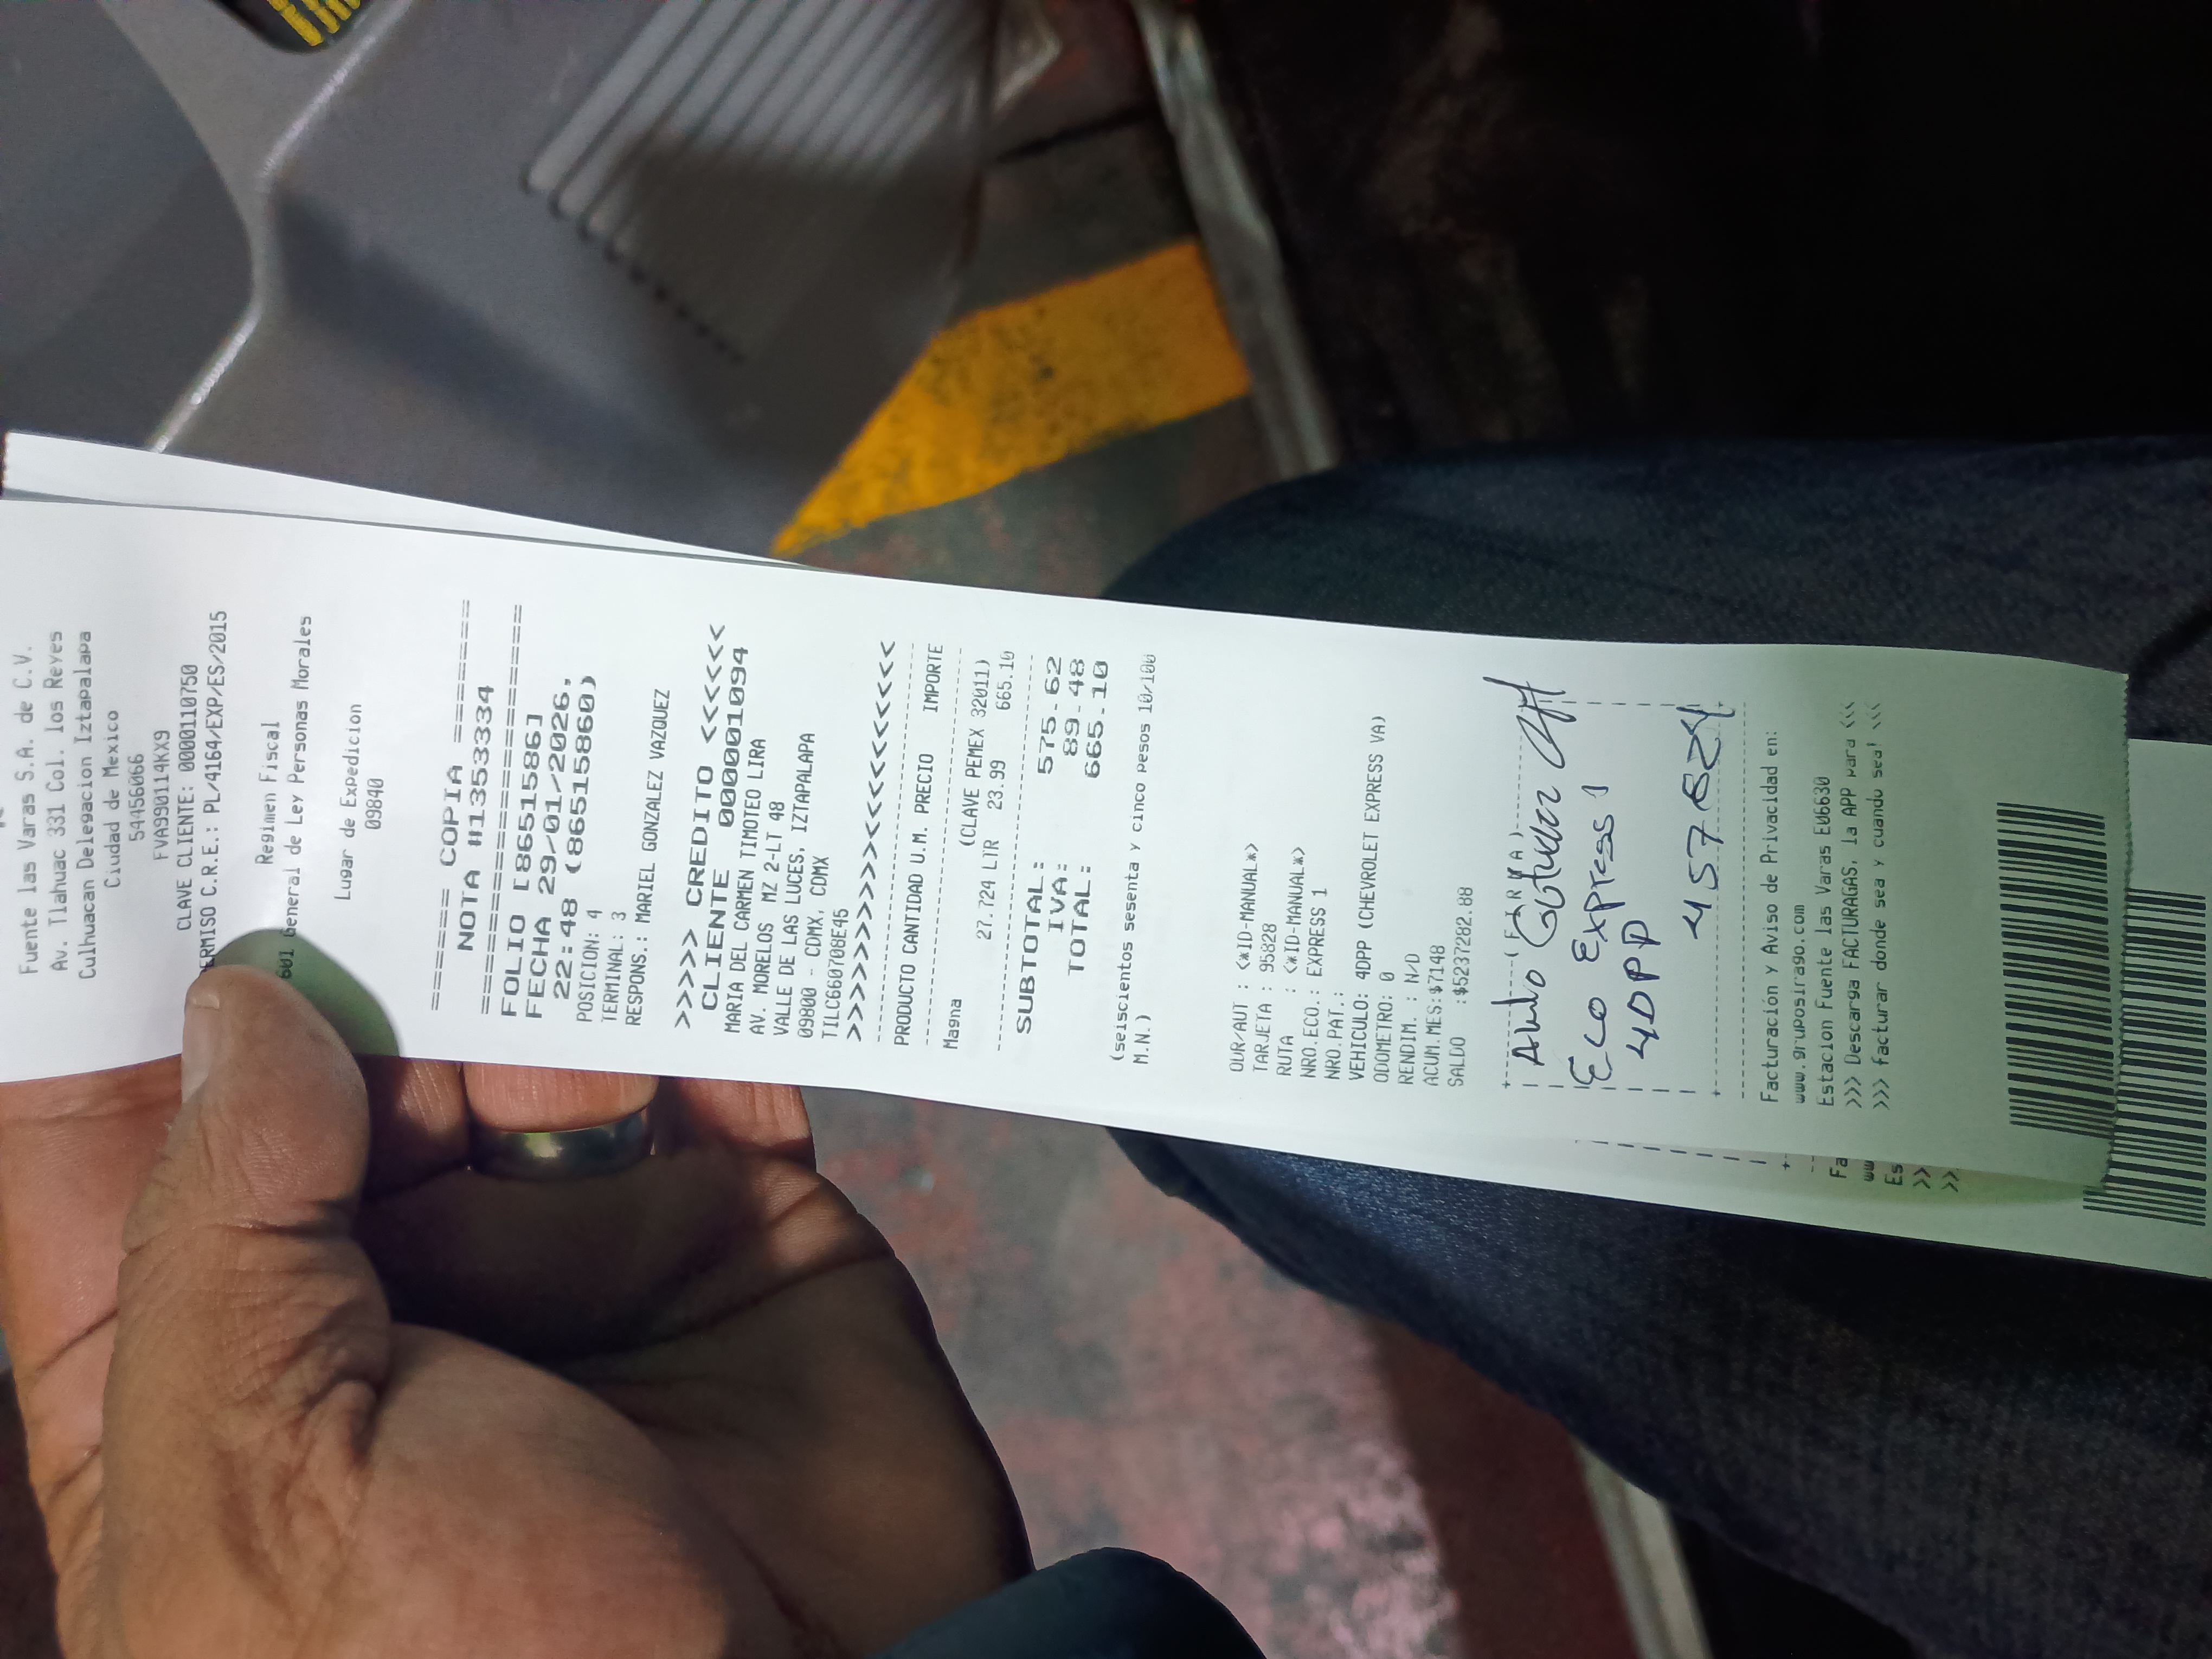 Fuente las Varas S.A. de C.V.
Av. Tlahuac 331 Col. los Reyes
Culhuacan Delegacion Iztapalapa
Ciudad de Mexico
54456066
FVA990114KX9
CLAVE CLIENTE: 0000110750
PERMISO C.R.E.: PL/4164/EXP/ES/2015
Regimen Fiscal
601 General de Ley Personas Morales
Lugar de Expedicion
09840
===== COPIA =====
NOTA #1353334
FOLIO [86515861]
FECHA 29/01/2026,
22:48 (86515860)
POSICION: 4
TERMINAL: 3
RESPONS.: MARIEL GONZALEZ VAZQUEZ
>>>>> CREDITO <<<<<
CLIENTE 0000001094
MARIA DEL CARMEN TIMOTEO LIRA
AV. MORELOS MZ 2-LT 48
VALLE DE LAS LUCES, IZTAPALAPA
09800 - CDMX, CDMX
TILC660708E45
>>>>>>>>>>><<<<<<<<<<<
PRODUCTO CANTIDAD U.M. PRECIO IMPORTE
Magna (CLAVE PEMEX 32011)
27.724 LTR 23.99 665.10
SUBTOTAL: 575.62
IVA: 89.48
TOTAL: 665.10
(seiscientos sesenta y cinco pesos 10/100
M.N.)
OUR/AUT : <*ID-MANUAL*>
TARJETA : 95828
RUTA : <*ID-MANUAL*>
NRO.ECO.: EXPRESS 1
NRO.PAT.:
VEHICULO: 4DPP (CHEVROLET EXPRESS VA)
ODOMETRO: 0
RENDIM. : N/D
ACUM.MES:$7148
SALDO :$5237282.88
(FIRMA)
Eco Express 1
4DPP
Facturación y Aviso de Privacidad en:
www.gruposirago.com
Estacion Fuente las Varas E06630
>>> Descarga FACTURAGAS, la APP para <<<
>>> facturar donde sea y cuando sea! <<<
Fa
ww
Es
>>
>>